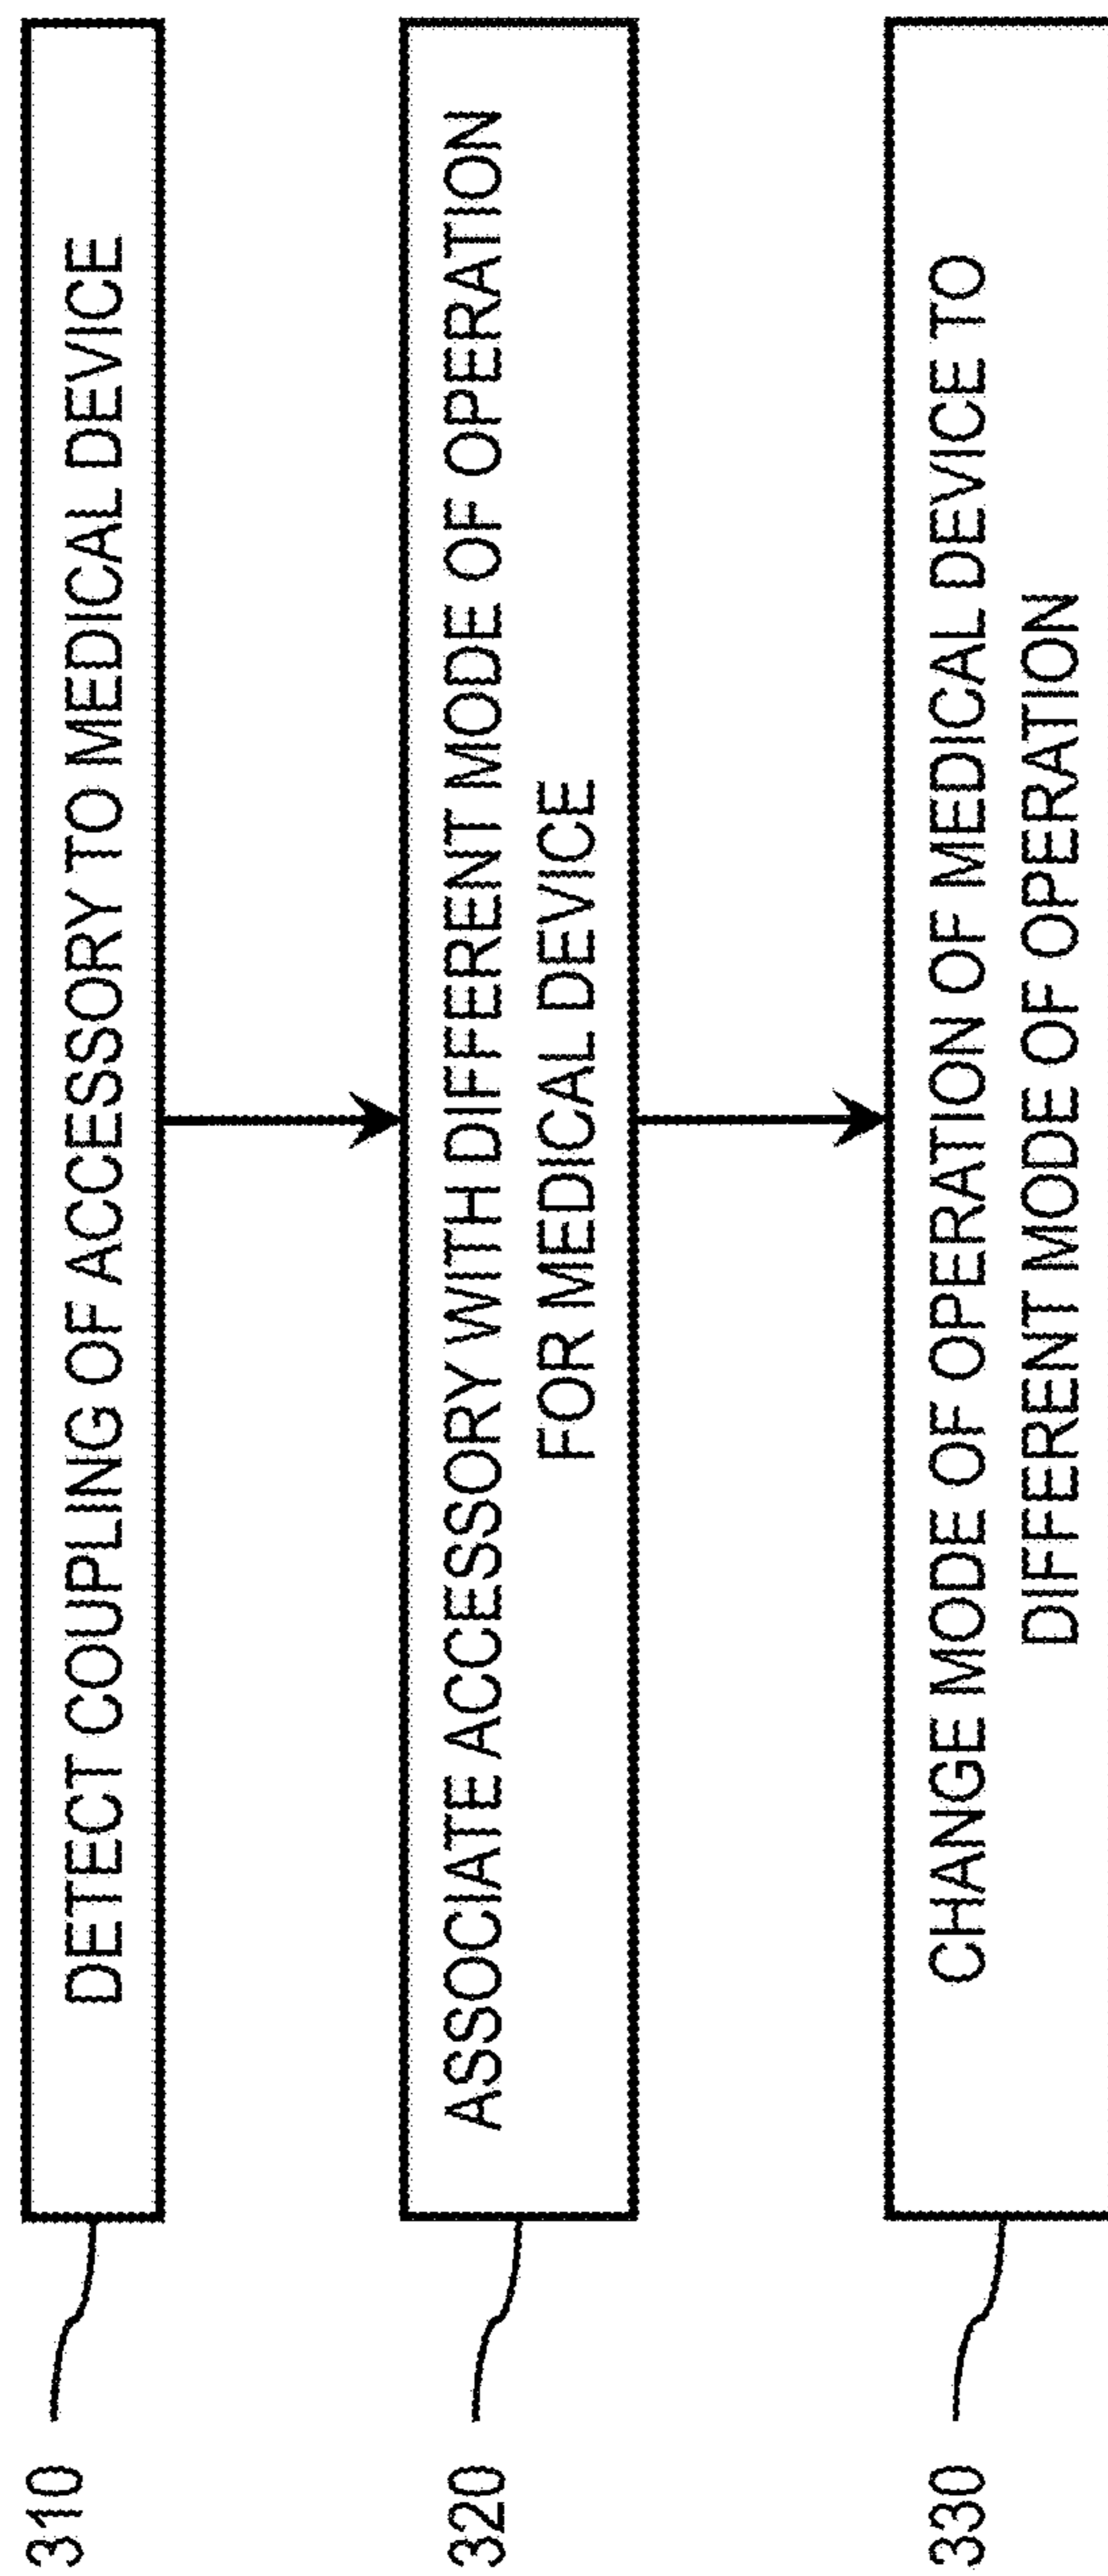 310
DETECT COUPLING OF ACCESSORY TO MEDICAL DEVICE
320
ASSOCIATE ACCESSORY WITH DIFFERENT MODE OF OPERATION
FOR MEDICAL DEVICE
330
CHANGE MODE OF OPERATION OF MEDICAL DEVICE TO
DIFFERENT MODE OF OPERATION